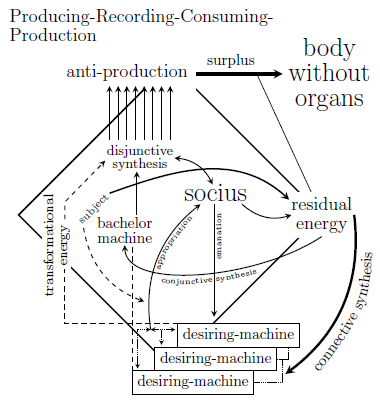 Producing-Recording-Consuming-
Production
surplus
body
without
organs
anti-production
disjunctive
synthesis
socius
subject
transformational
energy
bachelor
machine
appropriation
emanation
residual
energy
conjunctive synthesis
connective synthesis
desiring-machine
desiring-machine
desiring-machine